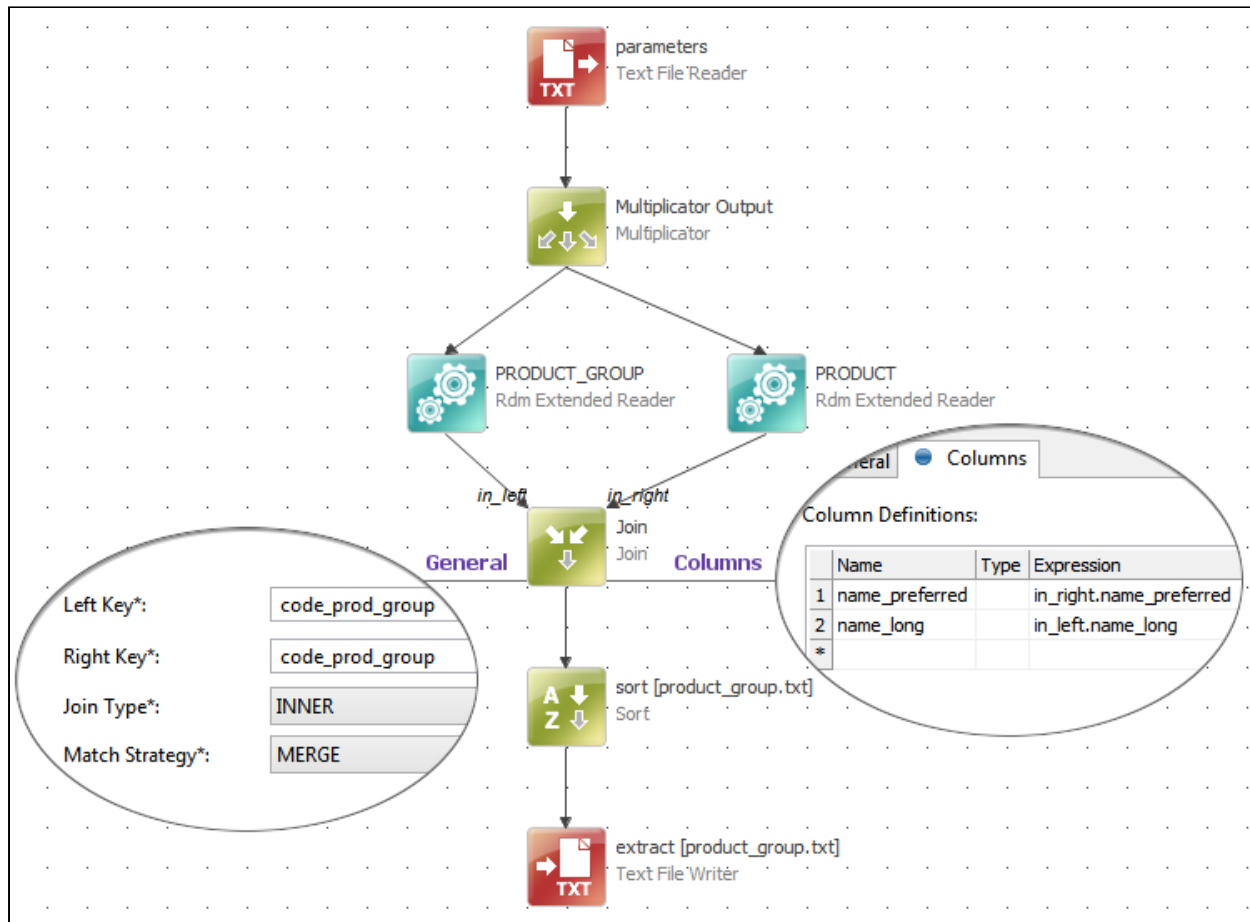 parameters
Text File Reader
TXT
Multiplicator Output
Multiplicator
PRODUCT_GROUP
Rdm Extended Reader
PRODUCT
Rdm Extended Reader
in_left
in_right
Join
Join
General
Columns
Left Key*: code_prod_group
Right Key*: code_prod_group
Join Type*: INNER
Match Strategy*: MERGE
eral Columns
Column Definitions:
Name Type Expression
1 name_preferred in_right.name_preferred
2 name_long in_left.name_long
*
A
Z
sort [product_group.txt]
Sort
extract [product_group.txt]
Text File Writer
TXT